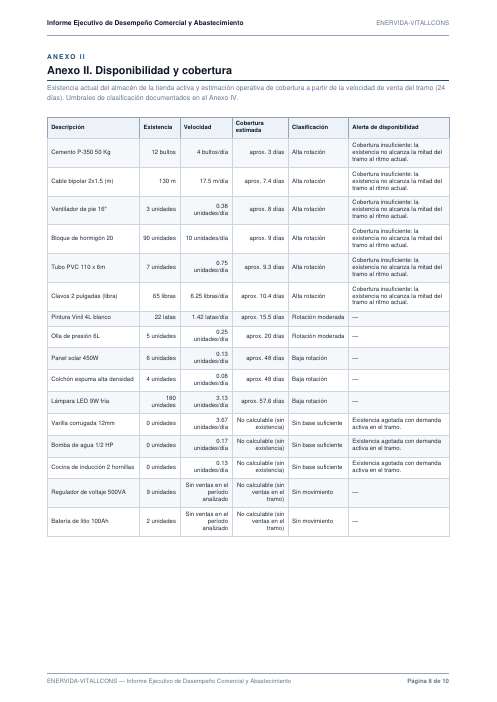 Informe Ejecutivo de Desempeño Comercial y Abastecimiento ENERVIDA-VITALLCONS
ANEXO II
Anexo II. Disponibilidad y cobertura
Existencia actual del almacén de la tienda activa y estimación operativa de cobertura a partir de la velocidad de venta del tramo (24
días). Umbrales de clasificación documentados en el Anexo IV.
Descripción Existencia Velocidad Cobertura estimada Clasificación Alerta de disponibilidad
Cemento P-350 50 Kg 12 bultos 4 bultos/día aprox. 3 días Alta rotación Cobertura insuficiente: la existencia no alcanza la mitad del tramo al ritmo actual.
Cable bipolar 2x1.5 (m) 130 m 17.5 m/día aprox. 7.4 días Alta rotación Cobertura insuficiente: la existencia no alcanza la mitad del tramo al ritmo actual.
Ventilador de pie 16" 3 unidades 0.38 unidades/día aprox. 8 días Alta rotación Cobertura insuficiente: la existencia no alcanza la mitad del tramo al ritmo actual.
Bloque de hormigón 20 90 unidades 10 unidades/día aprox. 9 días Alta rotación Cobertura insuficiente: la existencia no alcanza la mitad del tramo al ritmo actual.
Tubo PVC 110 x 6m 7 unidades 0.75 unidades/día aprox. 9.3 días Alta rotación Cobertura insuficiente: la existencia no alcanza la mitad del tramo al ritmo actual.
Clavos 2 pulgadas (libra) 65 libras 6.25 libras/día aprox. 10.4 días Alta rotación Cobertura insuficiente: la existencia no alcanza la mitad del tramo al ritmo actual.
Pintura Vinil 4L blanco 22 latas 1.42 latas/día aprox. 15.5 días Rotación moderada —
Olla de presión 6L 5 unidades 0.25 unidades/día aprox. 20 días Rotación moderada —
Panel solar 450W 6 unidades 0.13 unidades/día aprox. 48 días Baja rotación —
Colchón espuma alta densidad 4 unidades 0.08 unidades/día aprox. 48 días Baja rotación —
Lámpara LED 9W fría 180 unidades 3.13 unidades/día aprox. 57.6 días Baja rotación —
Varilla corrugada 12mm 0 unidades 3.67 unidades/día No calculable (sin existencia) Sin base suficiente Existencia agotada con demanda activa en el tramo.
Bomba de agua 1/2 HP 0 unidades 0.17 unidades/día No calculable (sin existencia) Sin base suficiente Existencia agotada con demanda activa en el tramo.
Cocina de inducción 2 hornillas 0 unidades 0.13 unidades/día No calculable (sin existencia) Sin base suficiente Existencia agotada con demanda activa en el tramo.
Regulador de voltaje 500VA 9 unidades Sin ventas en el período analizado No calculable (sin ventas en el tramo) Sin movimiento —
Batería de litio 100Ah 2 unidades Sin ventas en el período analizado No calculable (sin ventas en el tramo) Sin movimiento —
ENERVIDA-VITALLCONS — Informe Ejecutivo de Desempeño Comercial y Abastecimiento Página 8 de 10